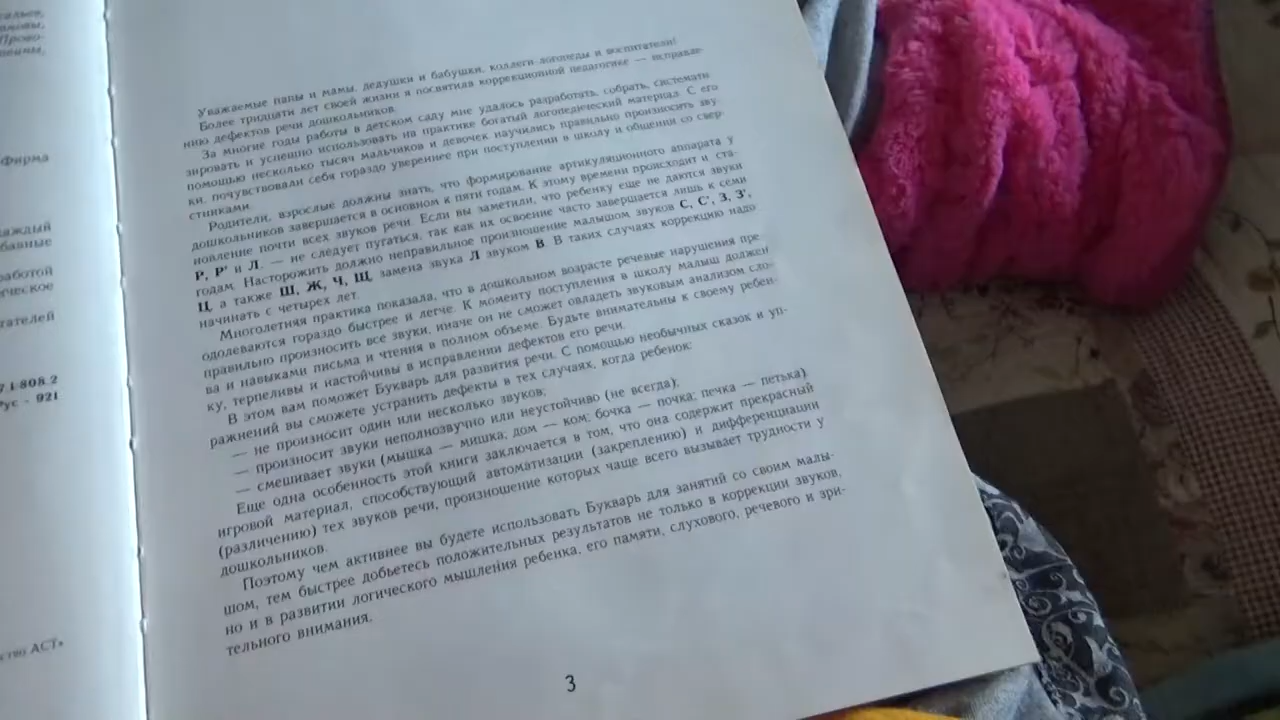 фирма
аждый
бавные
работой
ческое
тателей
7 1 808 2
Рус - 921
ство АСТ»
Уважаемые папы и мамы, дедушки и бабушки, коллеги-логопеды и воспитатели!
Более тридцати лет своей жизни я посвятила коррекционной педагогике — исправле-
нию дефектов речи дошкольников.
За многие годы работы в детском саду мне удалось разработать, собрать, системати
зировать и успешно использовать на практике богатый логопедический материал. С его
помощью несколько тысяч мальчиков и девочек научились правильно произносить зву
ки, почувствовали себя гораздо увереннее при поступлении в школу и общении со свер-
стниками.
Родители, взрослые должны знать, что формирование артикуляционного аппарата у
дошкольников завершается в основном к пяти годам. К этому времени происходит и ста-
новление почти всех звуков речи. Если вы заметили, что ребенку еще не даются звуки
Р, Р' и Л, — не следует пугаться, так как их освоение часто завершается лишь к семи
годам. Насторожить должно неправильное произношение малышом звуков С, С', З, З',
Ц, а также Ш, Ж, Ч, Щ, замена звука Л звуком В. В таких случаях коррекцию надо
начинать с четырех лет.
Многолетняя практика показала, что в дошкольном возрасте речевые нарушения пре
одолеваются гораздо быстрее и легче. К моменту поступления в школу малыш должен
правильно произносить все звуки, иначе он не сможет овладеть звуковым анализом сло-
ва и навыками письма и чтения в полном объеме. Будьте внимательны к своему ребен-
ку, терпеливы и настойчивы в исправлении дефектов его речи.
В этом вам поможет Букварь для развития речи. С помощью необычных сказок и уп-
ражнений вы сможете устранить дефекты в тех случаях, когда ребенок:
— не произносит один или несколько звуков;
— произносит звуки неполнозвучно или неустойчиво (не всегда);
— смешивает звуки (мышка — мишка; дом — ком; бочка — почка; печка — петька).
Еще одна особенность этой книги заключается в том, что она содержит прекрасный
игровой материал, способствующий автоматизации (закреплению) и дифференциации
(различению) тех звуков речи, произношение которых чаще всего вызывает трудности у
дошкольников.
Поэтому чем активнее вы будете использовать Букварь для занятий со своим малы-
шом, тем быстрее добьетесь положительных результатов не только в коррекции звуков,
но и в развитии логического мышления ребенка, его памяти, слухового, речевого и зри-
тельного внимания.
3